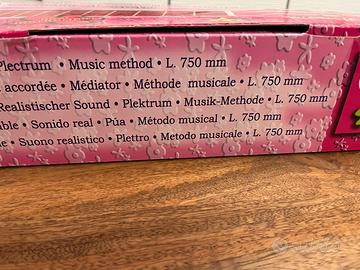 Plectrum • Music method • L. 750 mm
accordée • Médiator • Méthode musicale • L. 750 mm
Realistischer Sound • Plektrum • Musik-Methode • L. 750 mm
ble • Sonido real • Púa • Método musical • L. 750 mm
e • Suono realistico • Plettro • Metodo musicale • L. 750 mm